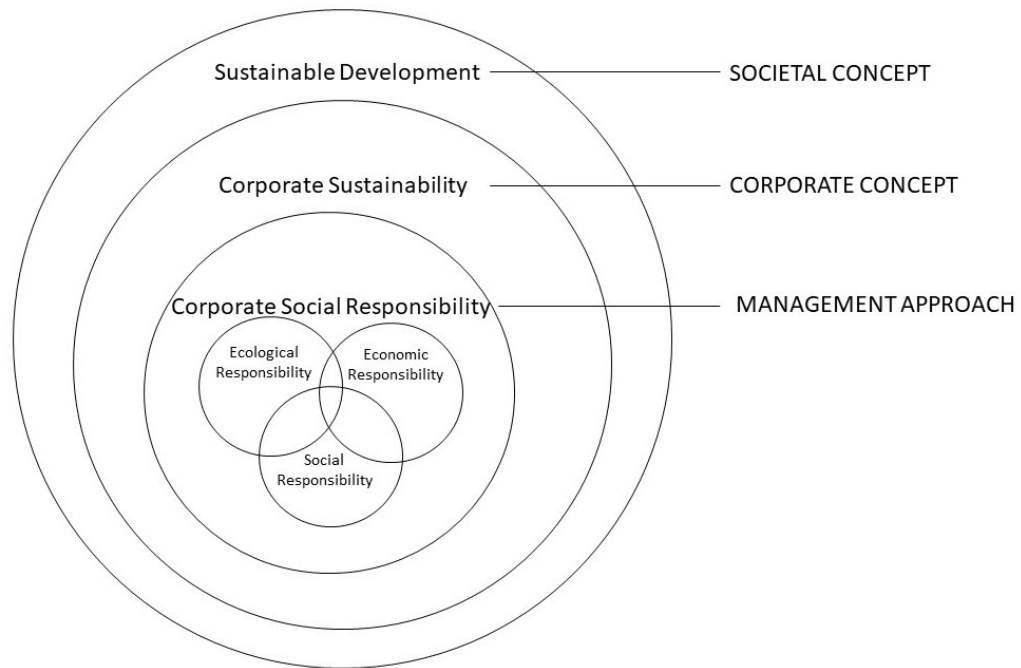 Sustainable Development
SOCIETAL CONCEPT
Corporate Sustainability
CORPORATE CONCEPT
Corporate Social Responsibility
MANAGEMENT APPROACH
Ecological
Responsibility
Economic
Responsibility
Social
Responsibility